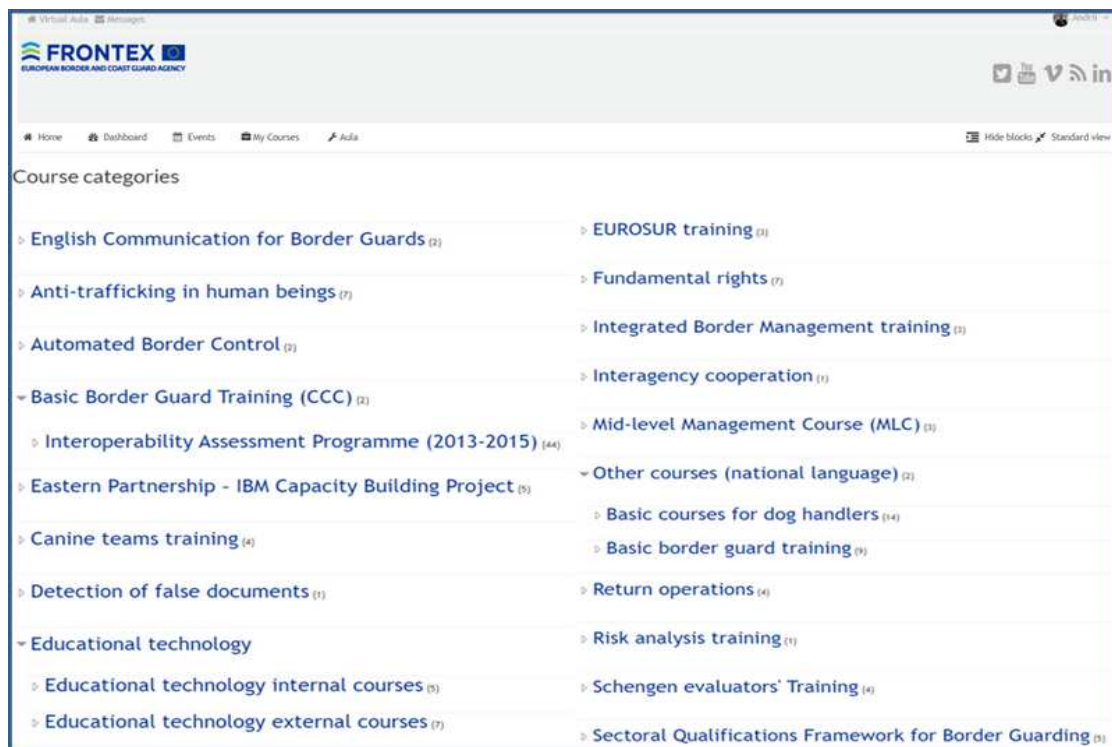 Virtual Aula Messages
Andrii
FRONTEX
EUROPEAN BORDER AND COAST GUARD AGENCY
You Tube
in
Home Dashboard Events My Courses Aula
Hide blocks Standard view
Course categories
English Communication for Border Guards (2)
Anti-trafficking in human beings (7)
Automated Border Control (2)
Basic Border Guard Training (CCC) (2)
Interoperability Assessment Programme (2013-2015) (44)
Eastern Partnership - IBM Capacity Building Project (5)
Canine teams training (4)
Detection of false documents (1)
Educational technology
Educational technology internal courses (5)
Educational technology external courses (7)
EUROSUR training (3)
Fundamental rights (7)
Integrated Border Management training (3)
Interagency cooperation (1)
Mid-level Management Course (MLC) (3)
Other courses (national language) (2)
Basic courses for dog handlers (14)
Basic border guard training (9)
Return operations (4)
Risk analysis training (1)
Schengen evaluators' Training (4)
Sectoral Qualifications Framework for Border Guarding (5)